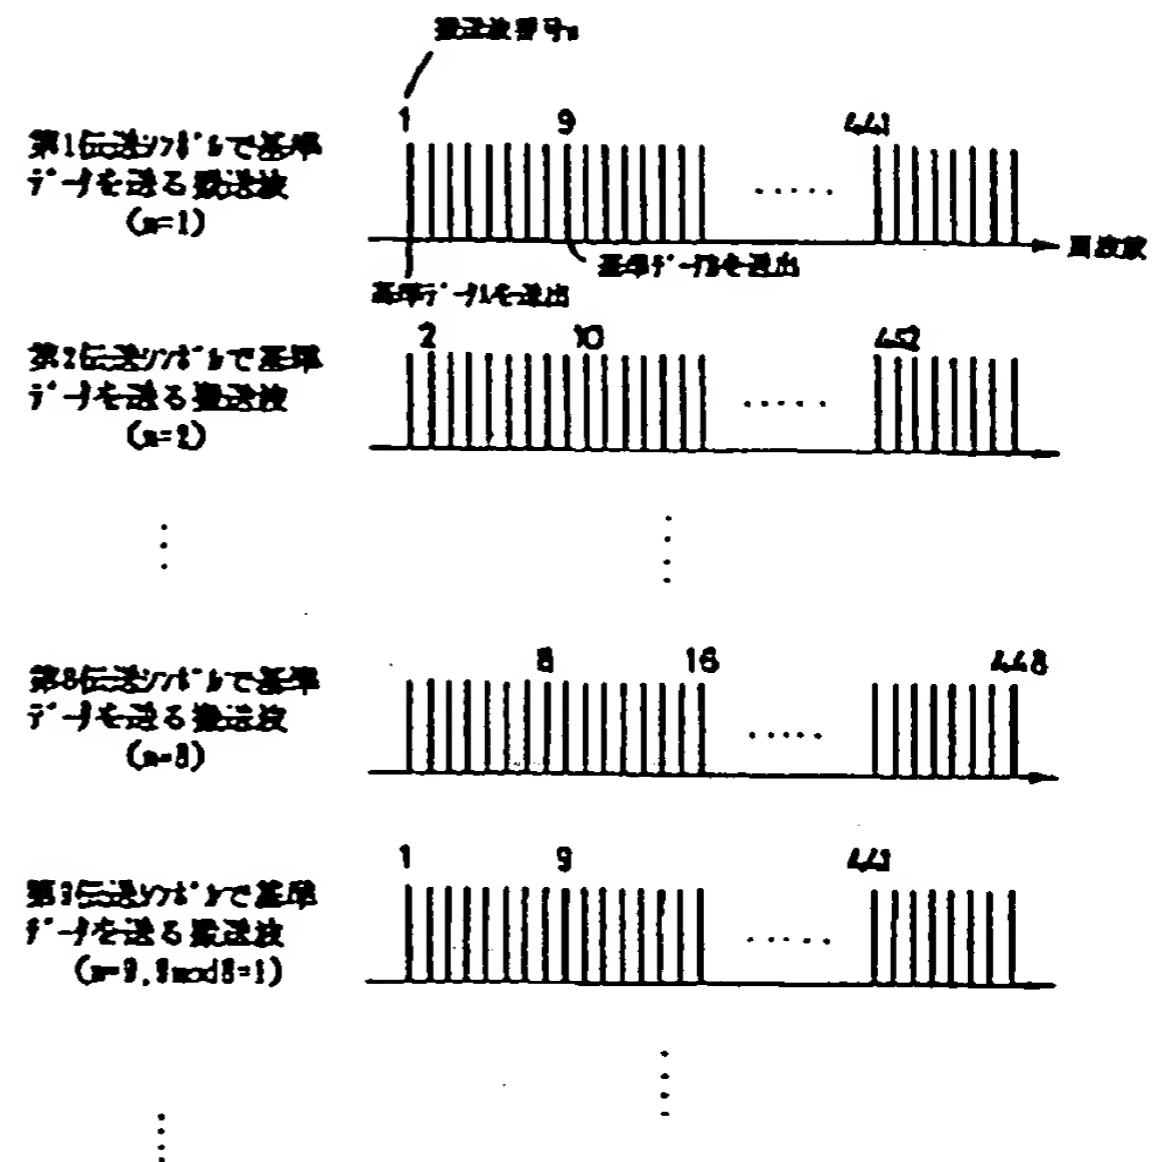 搬送波番号n
1
9
441
第1伝送シンボルで基準
データを送る搬送波
(m=1)
周波数
基準データBを送出
基準データAを送出
2
10
442
第2伝送シンボルで基準
データを送る搬送波
(m=2)
8
16
448
第8伝送シンボルで基準
データを送る搬送波
(m=8)
1
9
441
第9伝送シンボルで基準
データを送る搬送波
(m=9,9mod8=1)